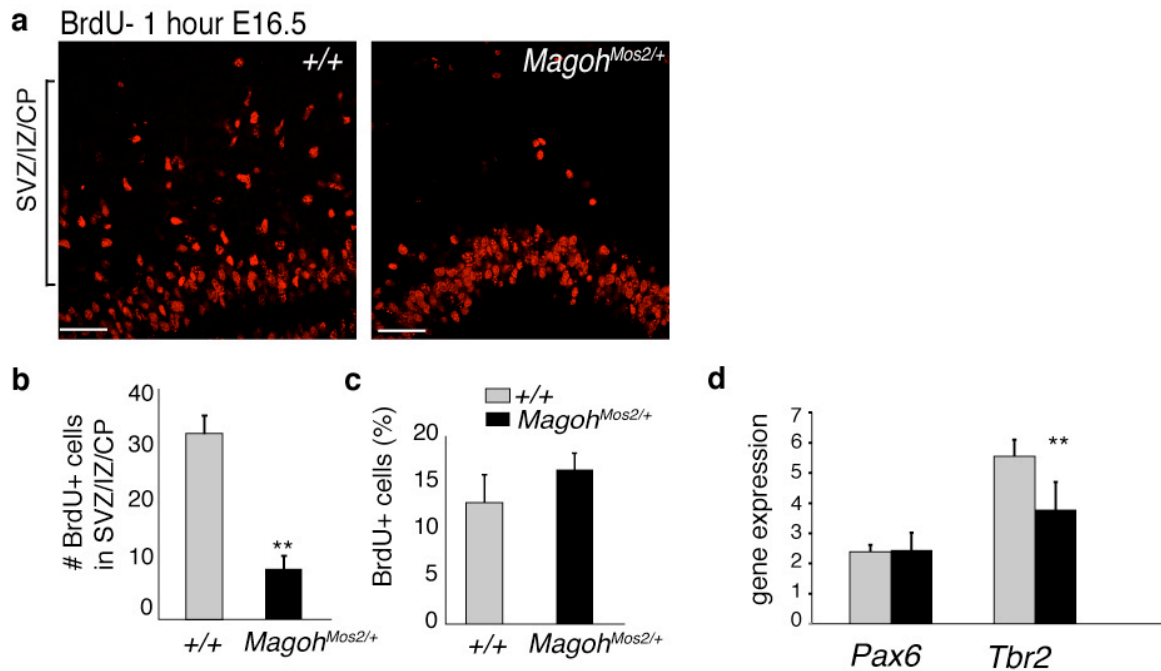 a BrdU- 1 hour E16.5
+/+
Magoh^Mos2/+
SVZ/IZ/CP
b
# BrdU+ cells
in SVZ/IZ/CP
40
30
20
10
0
**
+/+ Magoh^Mos2/+
c
+/+
Magoh^Mos2/+
BrdU+ cells (%)
20
15
10
5
0
+/+ Magoh^Mos2/+
d
gene expression
7
6
5
4
3
2
1
0
**
Pax6 Tbr2